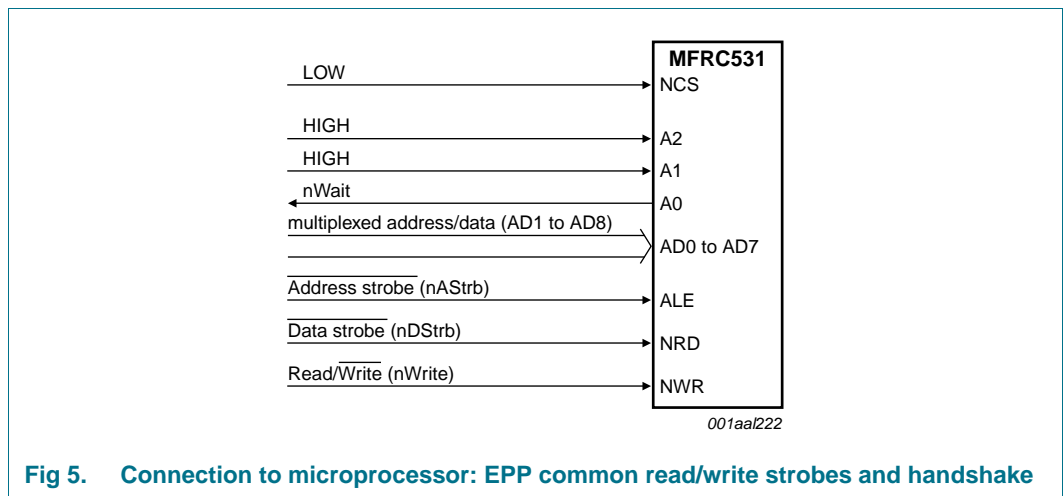 MFRC531
LOW
NCS
HIGH
A2
HIGH
A1
nWait
A0
multiplexed address/data (AD1 to AD8)
AD0 to AD7
Address strobe (nAStrb)
ALE
Data strobe (nDStrb)
NRD
Read/Write (nWrite)
NWR
001aal222
Fig 5. Connection to microprocessor: EPP common read/write strobes and handshake